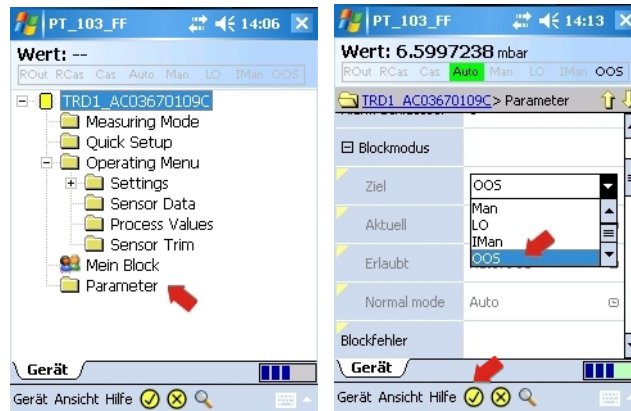 PT_103_FF 14:06
Wert: --
ROut RCas Cas Auto Man LO IMan OOS
TRD1_AC03670109C
Measuring Mode
Quick Setup
Operating Menu
Settings
Sensor Data
Process Values
Sensor Trim
Mein Block
Parameter
Gerät
Gerät Ansicht Hilfe
PT_103_FF 14:13
Wert: 6.5997238 mbar
ROut RCas Cas Auto Man LO IMan OOS
TRD1_AC03670109C > Parameter
Blockmodus
Ziel OOS
Man
LO
IMan
OOS
Aktuell
Erlaubt
Normal mode Auto
Blockfehler
Gerät
Gerät Ansicht Hilfe